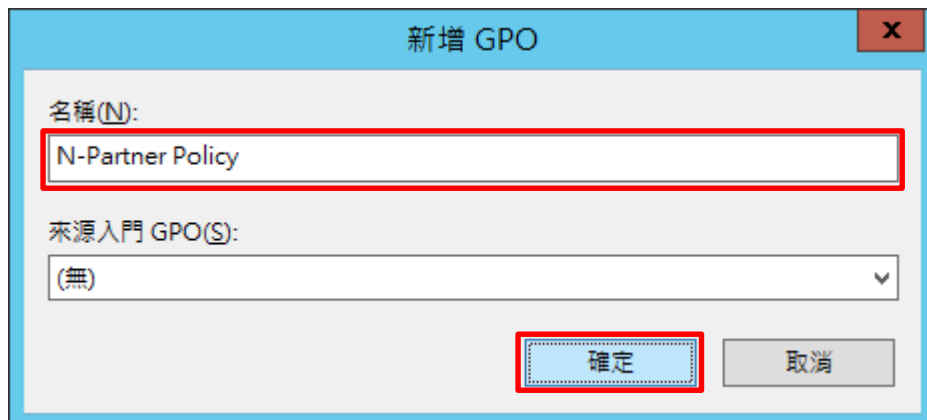 新增 GPO
x
名稱(N):
N-Partner Policy
來源入門 GPO(S):
(無)
確定 取消